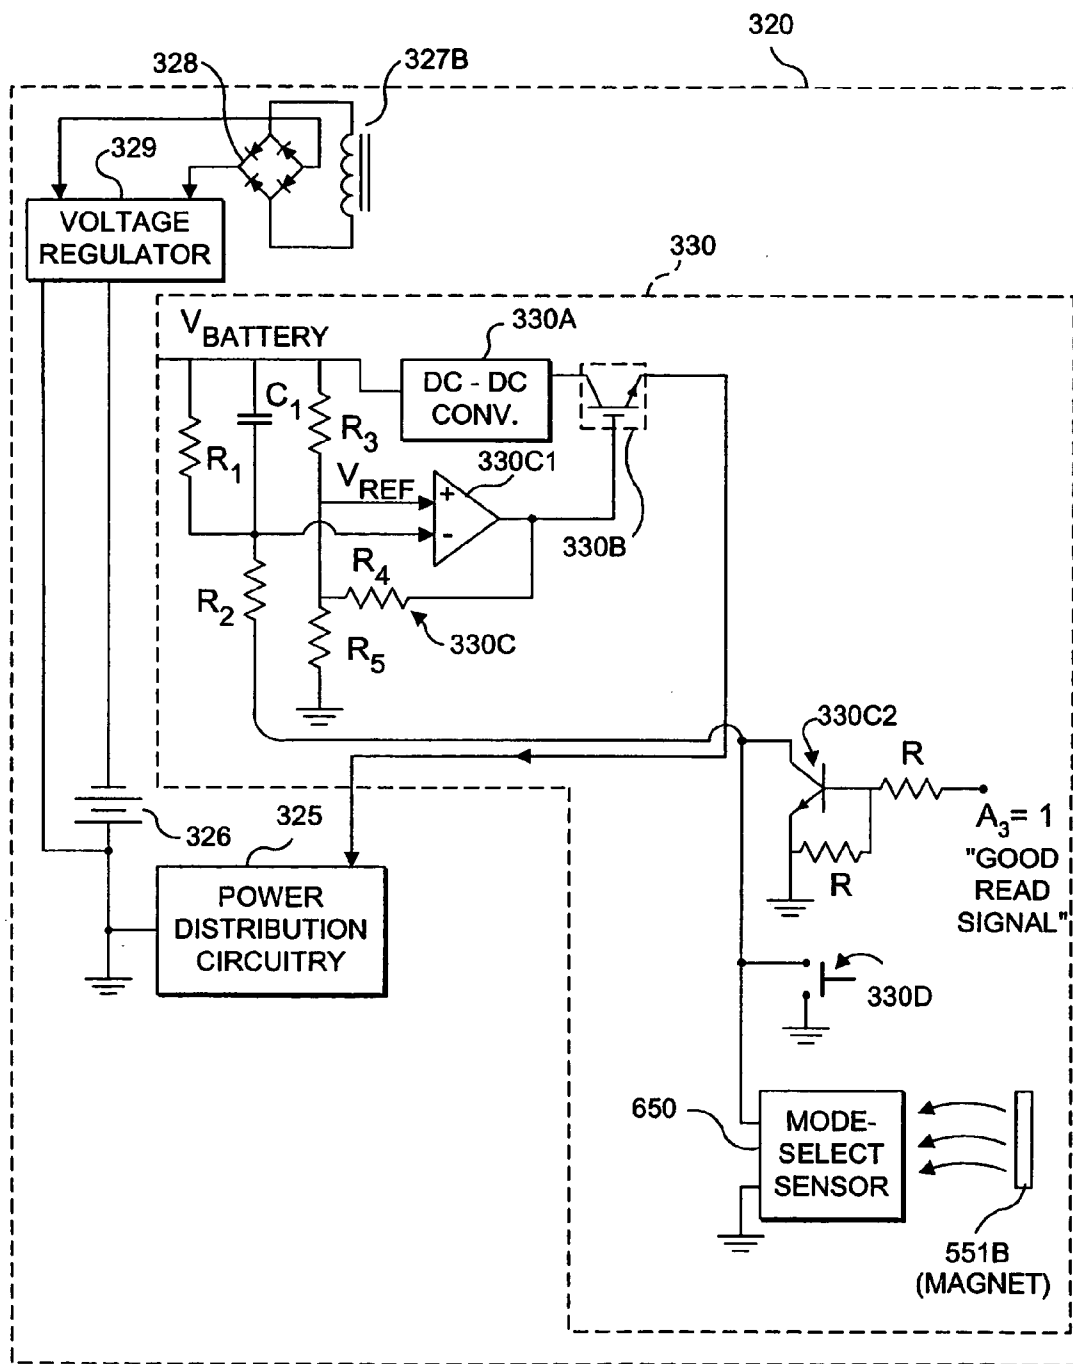 320
328
327B
329
VOLTAGE
REGULATOR
330
V_BATTERY
330A
DC - DC
CONV.
C₁
R₃
R₁
330C1
V_REF
+
-
330B
R₄
R₂
330C
R₅
330C2
R
A₃= 1
"GOOD
READ
SIGNAL"
R
326
325
POWER
DISTRIBUTION
CIRCUITRY
330D
650
MODE-
SELECT
SENSOR
551B
(MAGNET)